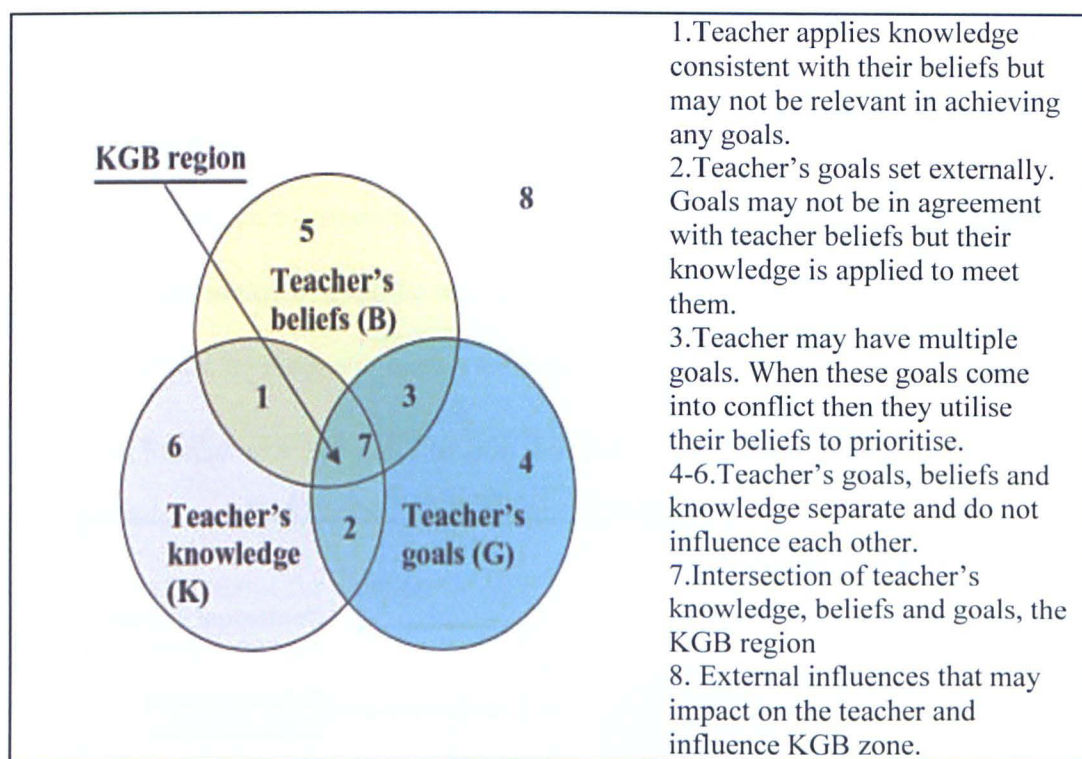 KGB region
8
5
Teacher's
beliefs (B)
1
3
6
7
4
Teacher's
knowledge
(K)
2
Teacher's
goals (G)
1.Teacher applies knowledge
consistent with their beliefs but
may not be relevant in achieving
any goals.
2.Teacher's goals set externally.
Goals may not be in agreement
with teacher beliefs but their
knowledge is applied to meet
them.
3.Teacher may have multiple
goals. When these goals come
into conflict then they utilise
their beliefs to prioritise.
4-6.Teacher's goals, beliefs and
knowledge separate and do not
influence each other.
7.Intersection of teacher's
knowledge, beliefs and goals, the
KGB region
8. External influences that may
impact on the teacher and
influence KGB zone.